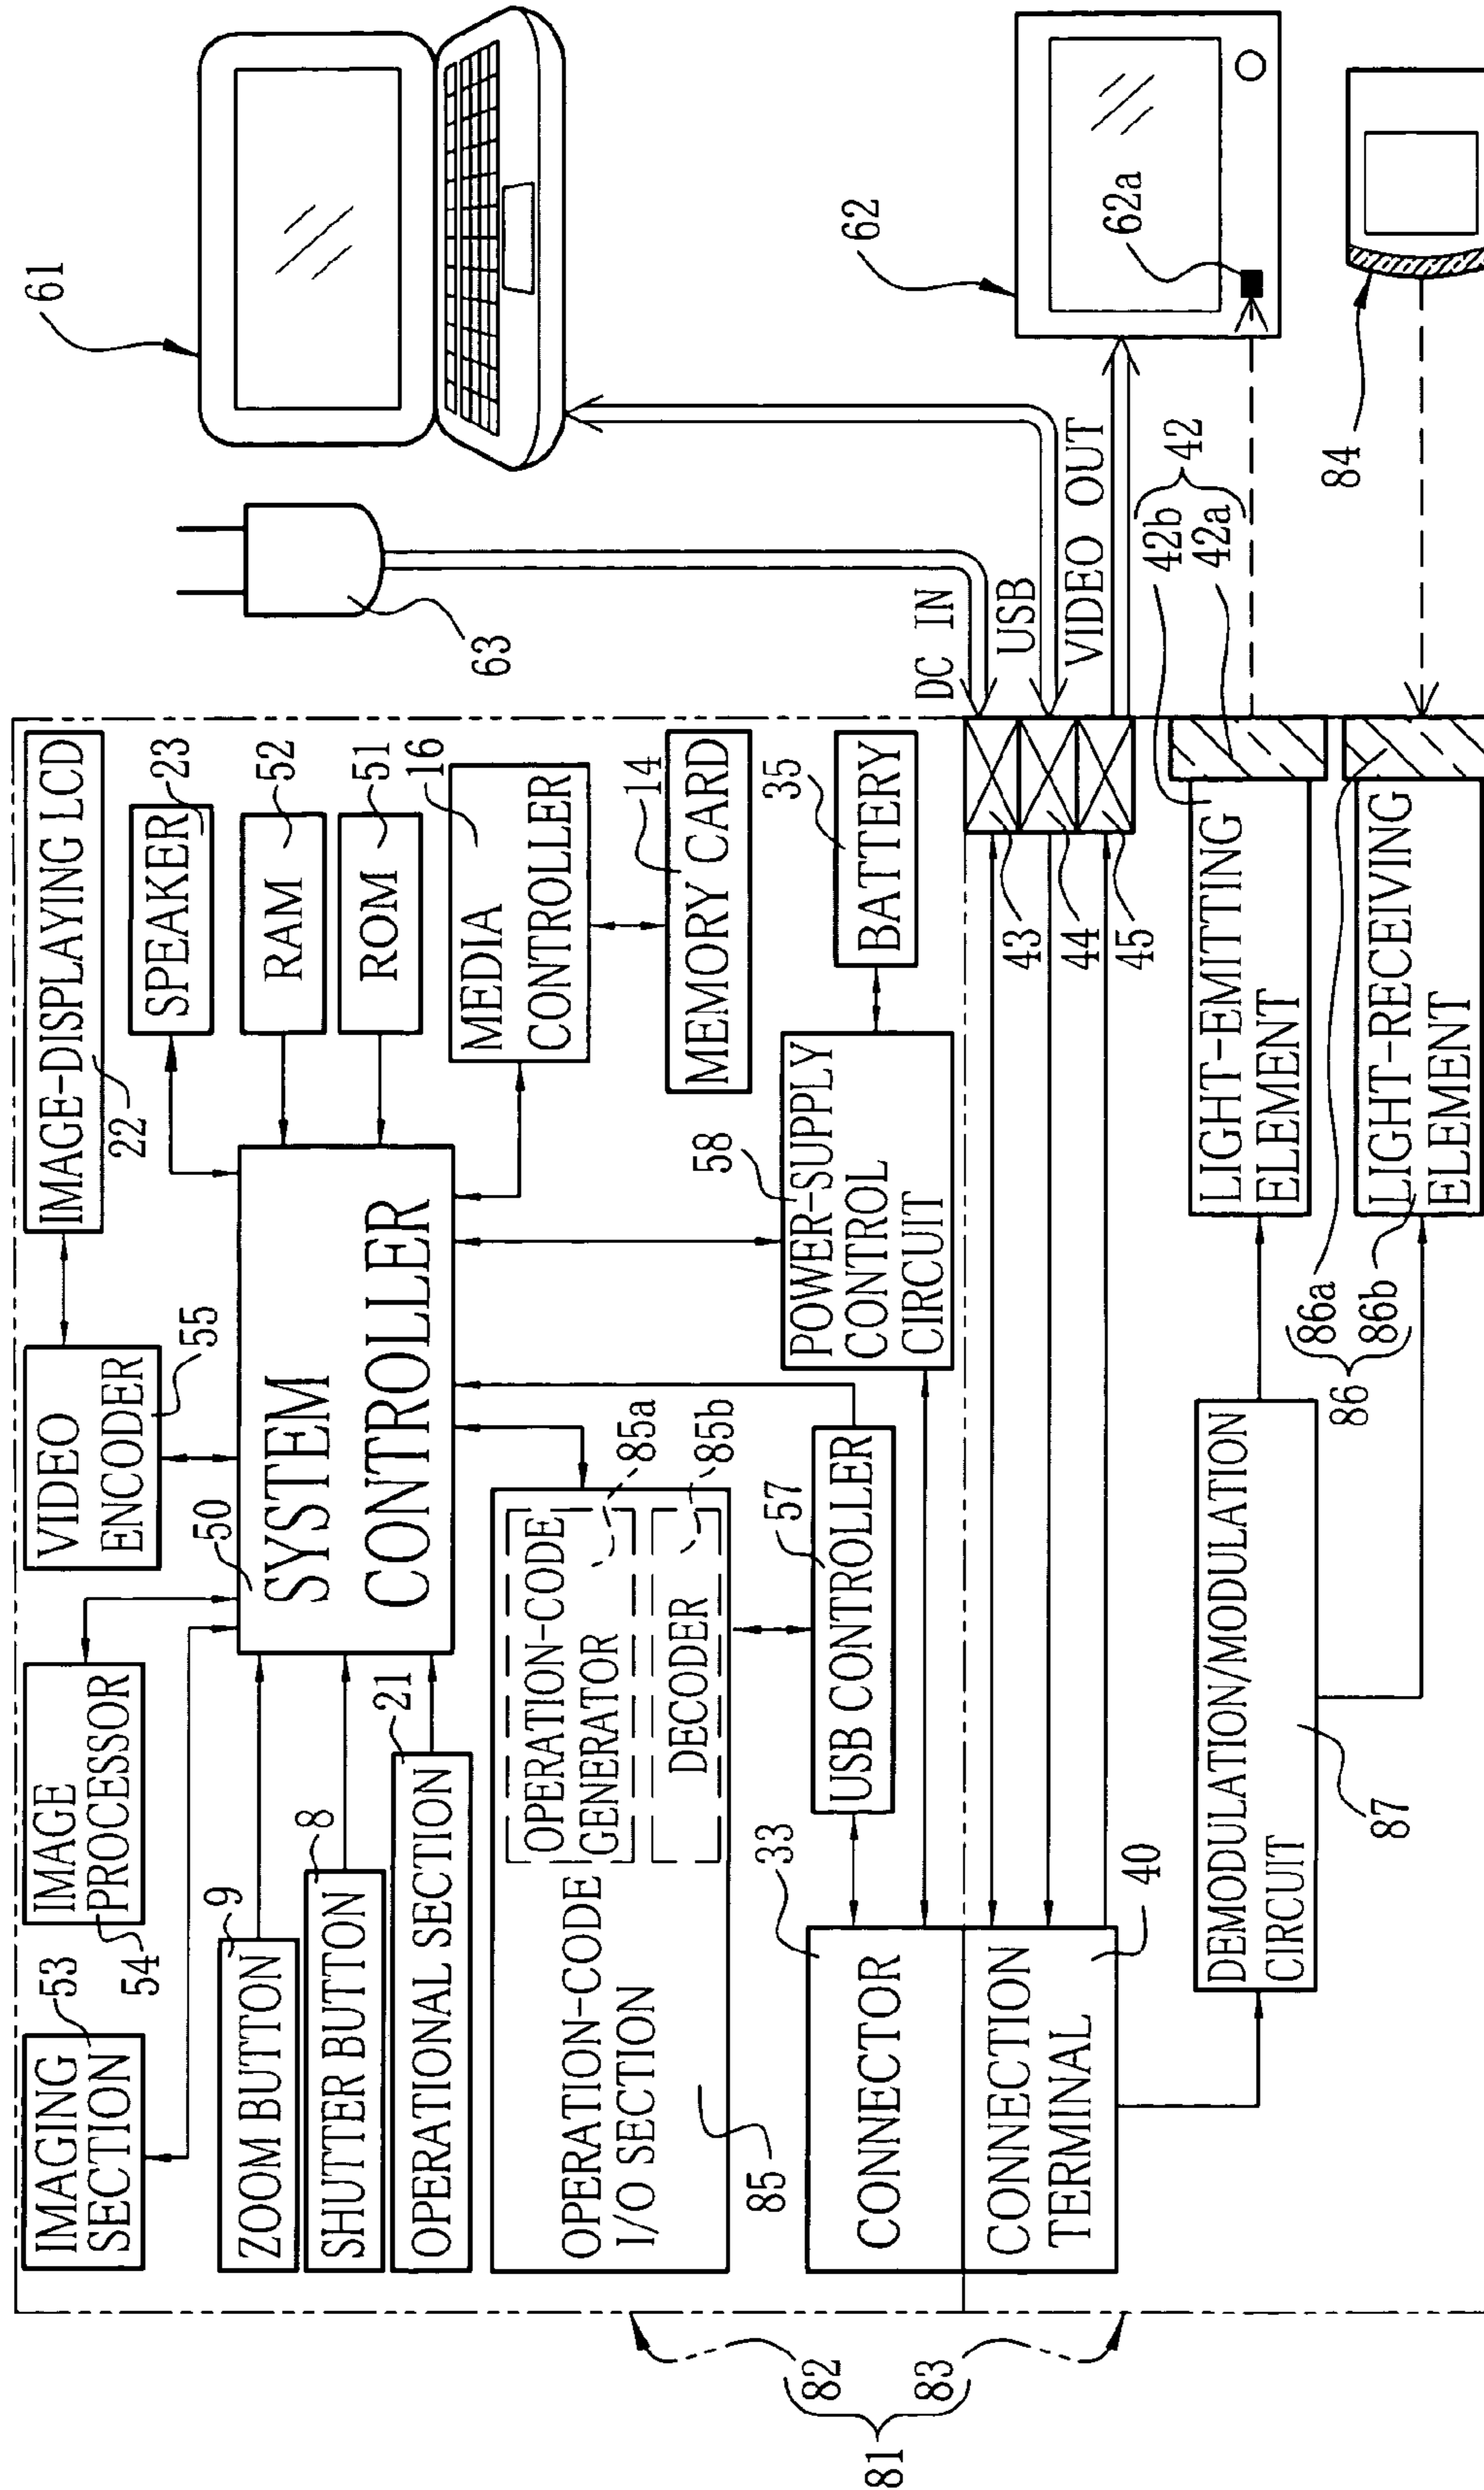 IMAGING
SECTION
53
IMAGE
PROCESSOR
54
VIDEO
ENCODER
55
IMAGE-DISPLAYING LCD
22
ZOOM BUTTON
9
SHUTTER BUTTON
8
OPERATIONAL SECTION
21
50
SYSTEM
CONTROLLER
SPEAKER
23
RAM
52
ROM
51
MEDIA
CONTROLLER
16
MEMORY CARD
14
OPERATION-CODE
I/O SECTION
85
OPERATION-CODE
GENERATOR
85a
DECODER
85b
USB CONTROLLER
57
POWER-SUPPLY
CONTROL
CIRCUIT
58
BATTERY
35
CONNECTOR
33
CONNECTION
TERMINAL
40
43
44
45
DC IN
USB
VIDEO OUT
63
61
62
62a
84
42b
42a
42
DEMODULATION/MODULATION
CIRCUIT
87
LIGHT-EMITTING
ELEMENT
LIGHT-RECEIVING
ELEMENT
86a
86b
86
82
83
81